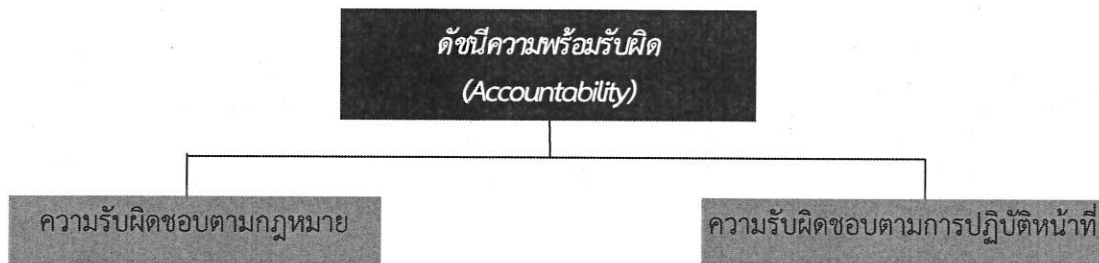 ดัชนีความพร้อมรับผิด
(Accountability)
ความรับผิดชอบตามกฎหมาย
ความรับผิดชอบตามการปฏิบัติหน้าที่